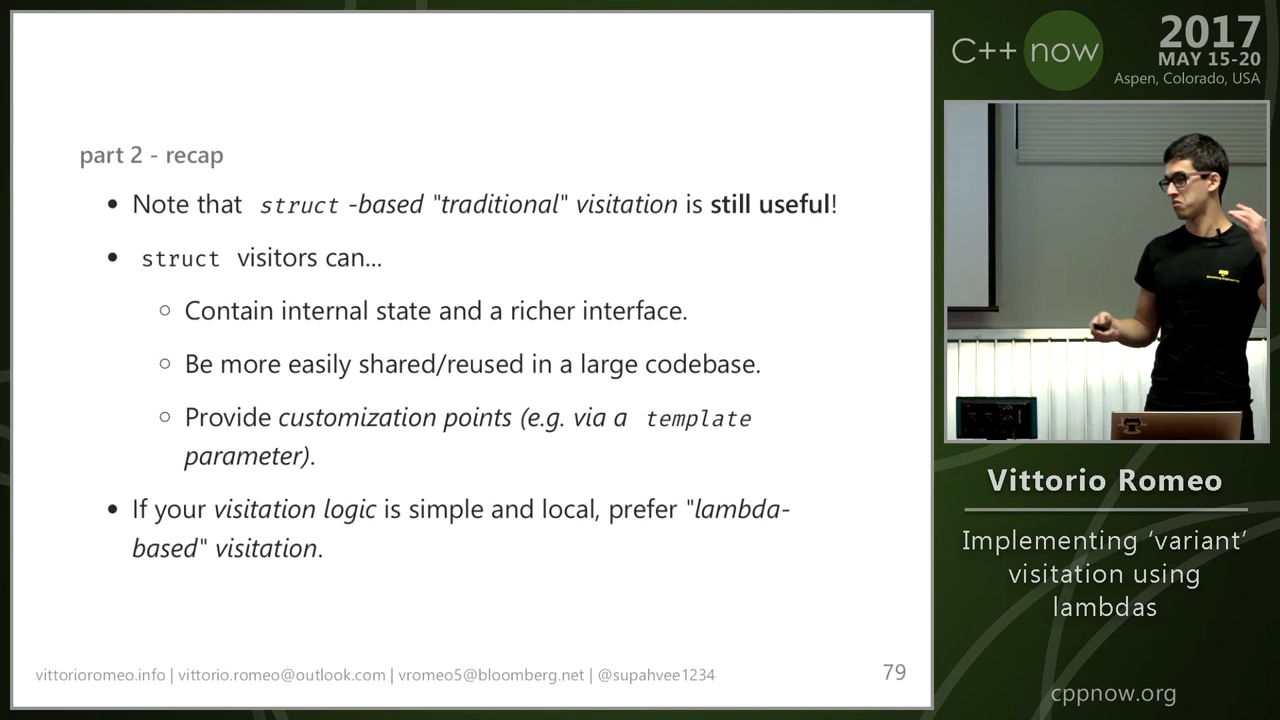 part 2 - recap
• Note that struct -based "traditional" visitation is still useful!
• struct visitors can...
○ Contain internal state and a richer interface.
○ Be more easily shared/reused in a large codebase.
○ Provide customization points (e.g. via a template
parameter).
• If your visitation logic is simple and local, prefer "lambda-
based" visitation.
vittorioromeo.info | vittorio.romeo@outlook.com | vromeo5@bloomberg.net | @supahvee1234
79
C++ now
2017
MAY 15-20
Aspen, Colorado, USA
Vittorio Romeo
Implementing ‘variant’
visitation using
lambdas
cppnow.org